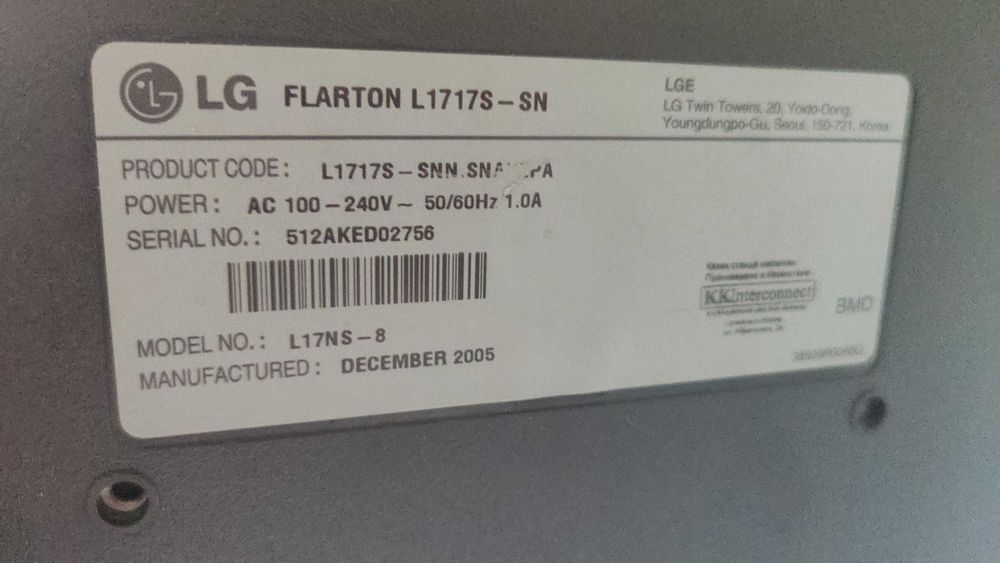 LG FLARTON L1717S-SN
LGE
LG Twin Towers, 20, Yoido-Dong,
Youngdungpo-Gu, Seoul, 150-721, Korea.
PRODUCT CODE: L1717S-SNN.SNA
POWER: AC 100-240V~ 50/60Hz 1.0A
SERIAL NO.: 512AKED02756
MODEL NO.: L17NS-8
MANUFACTURED: DECEMBER 2005
KKInterconnect
BMD